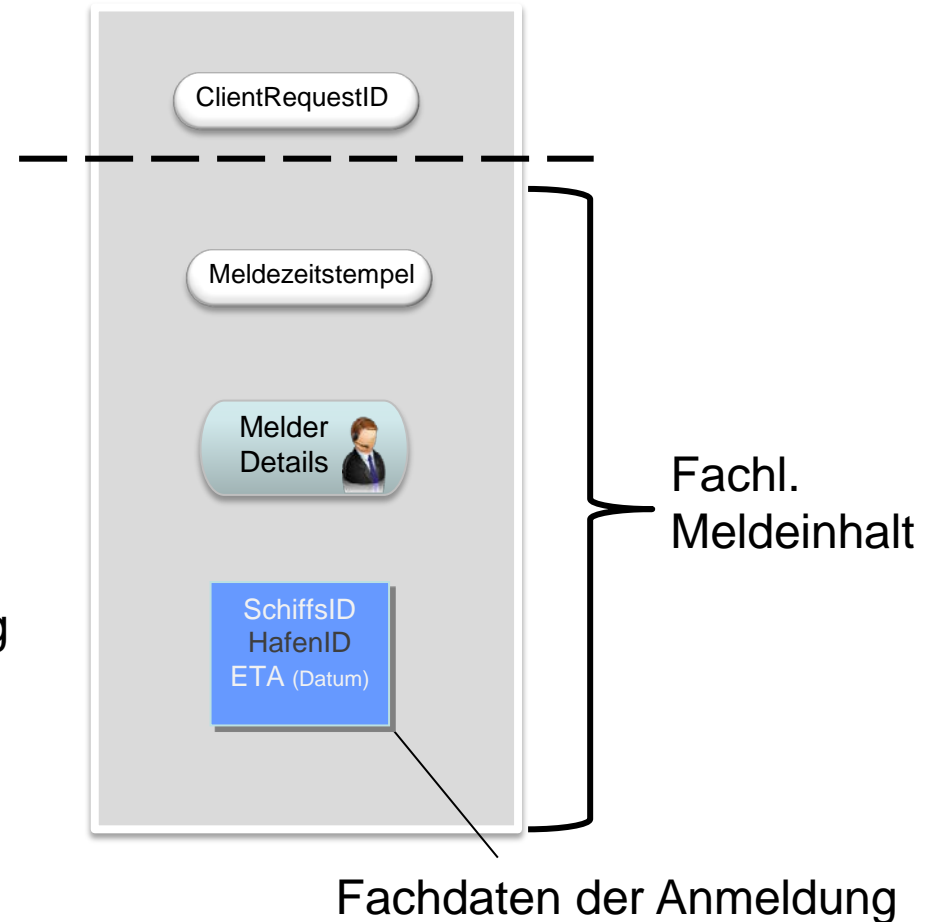 ClientRequestID
Meldezeitstempel
Melder
Details
Fachl.
Meldeinhalt
SchiffsID
HafenID
ETA (Datum)
g
Fachdaten der Anmeldung